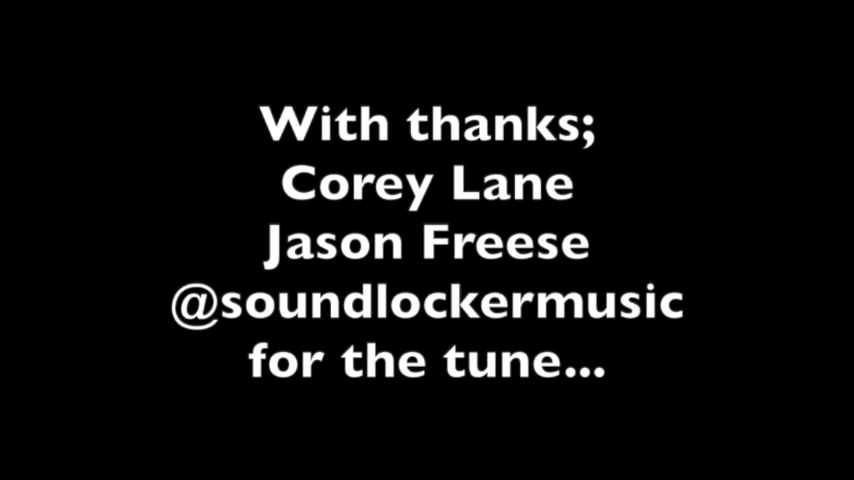 With thanks;
Corey Lane
Jason Freese
@soundlockermusic
for the tune...